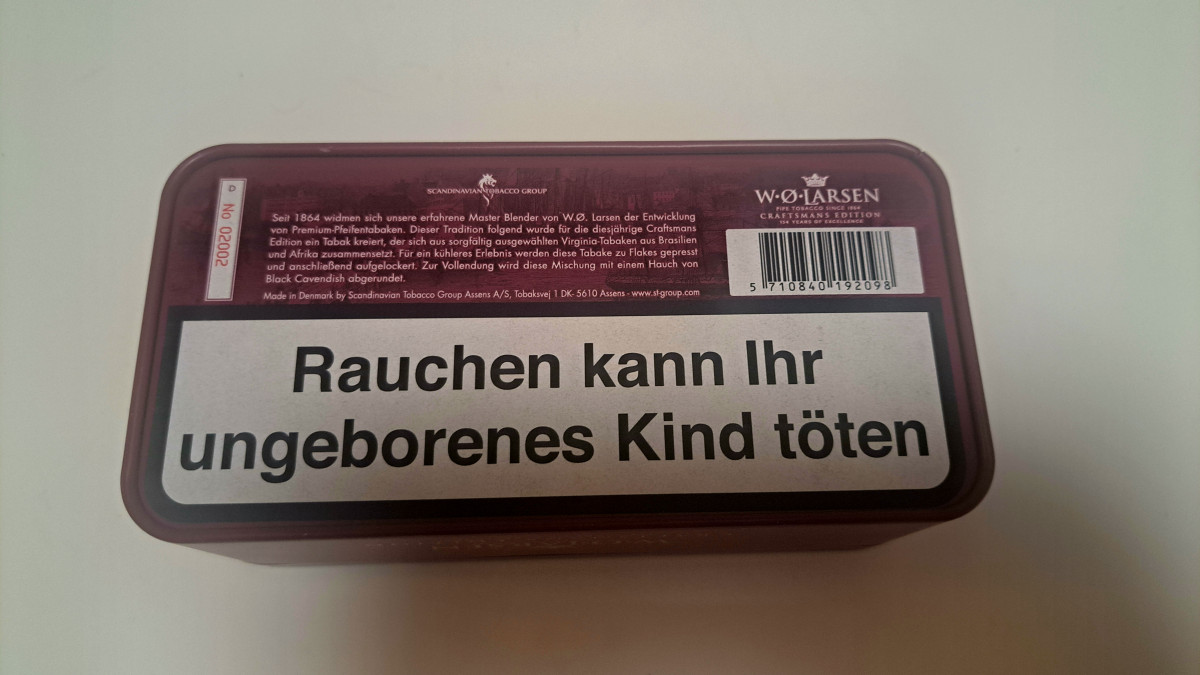 SCANDINAVIAN TOBACCO GROUP
D No 02002
Seit 1864 widmen sich unsere erfahrene Master Blender von W.Ø. Larsen der Entwicklung
von Premium-Pfeifentabaken. Dieser Tradition folgend wurde für die diesjährige Craftsmans
Edition ein Tabak kreiert, der sich aus sorgfältig ausgewählten Virginia-Tabaken aus Brasilien
und Afrika zusammensetzt. Für ein kühleres Erlebnis werden diese Tabake zu Flakes gepresst
und anschließend aufgelockert. Zur Vollendung wird diese Mischung mit einem Hauch von
Black Cavendish abgerundet.
Made in Denmark by Scandinavian Tobacco Group Assens A/S, Tobaksvej 1 DK- 5610 Assens - www.st-group.com
W·Ø·LARSEN
PIPE TOBACCO SINCE 1864
CRAFTSMANS EDITION
154 YEARS OF EXCELLENCE
5 710840 192098
Rauchen kann Ihr
ungeborenes Kind töten